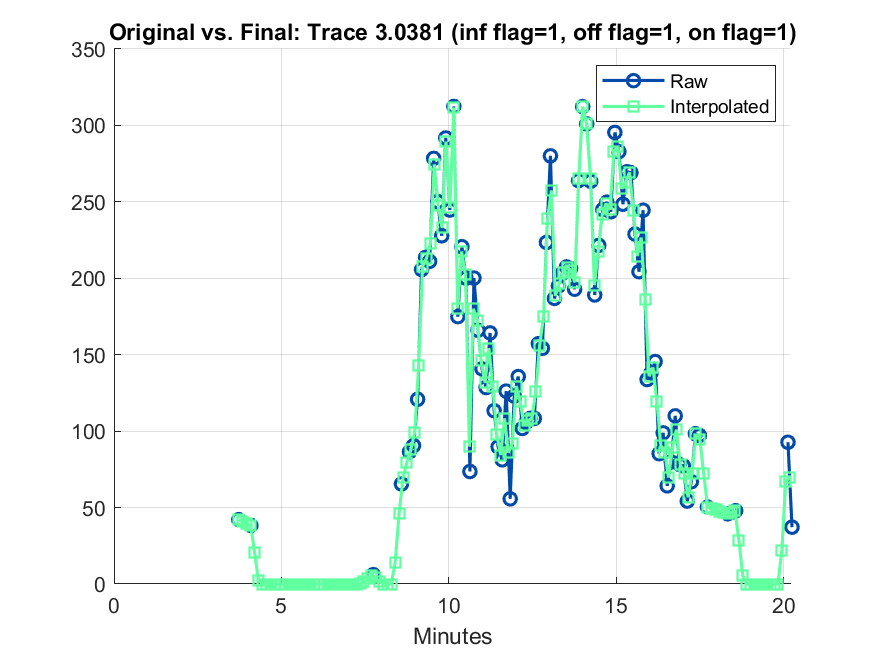 Original vs. Final: Trace 3.0381 (inf flag=1, off flag=1, on flag=1)
350
300
250
200
150
100
50
0
Raw
Interpolated
0 5 10 15 20
Minutes